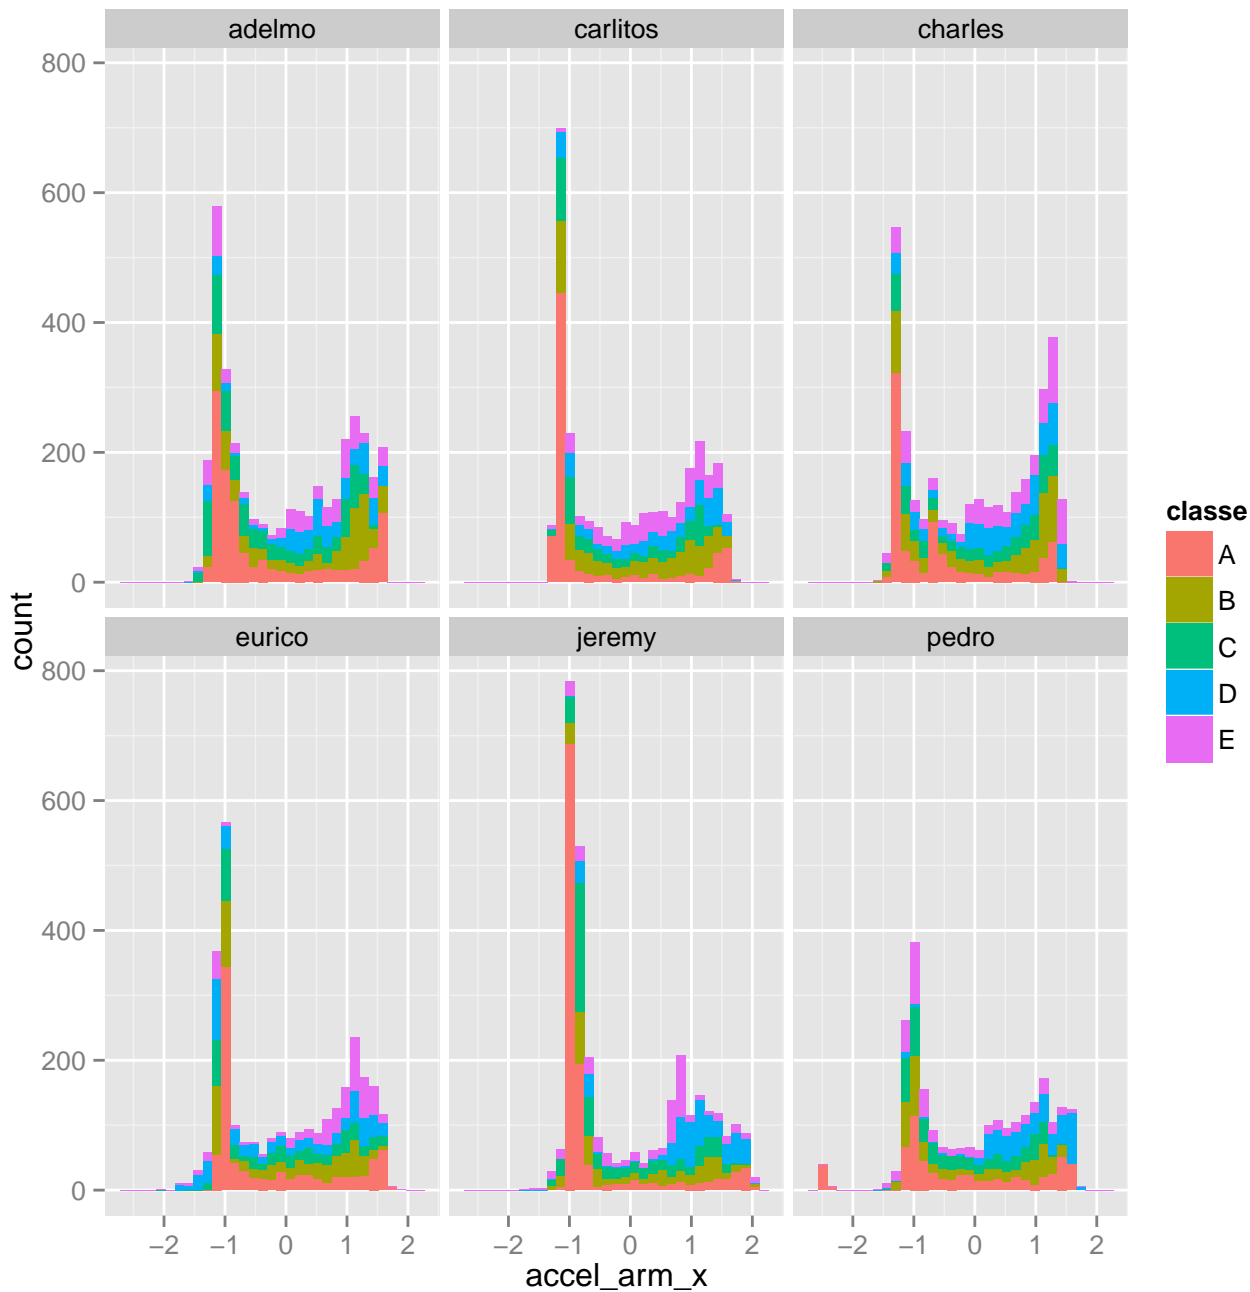 adelmo carlitos charles
800
600
400
200
0
eurico jeremy pedro
800
600
400
200
0
−2 −1 0 1 2 −2 −1 0 1 2 −2 −1 0 1 2
accel_arm_x
count
classe
A
B
C
D
E